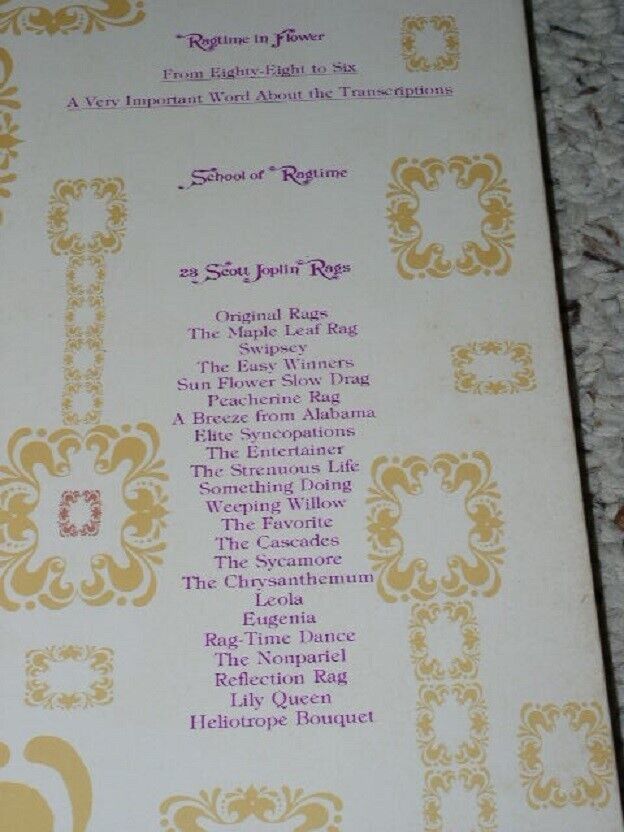 Ragtime in Flower
From Eighty-Eight to Six
A Very Important Word About the Transcriptions
School of Ragtime
23 Scott Joplin Rags
Original Rags
The Maple Leaf Rag
Swipscy
The Easy Winners
Sun Flower Slow Drag
Peacherine Rag
A Breeze from Alabama
Elite Syncopations
The Entertainer
The Strenuous Life
Something Doing
Weeping Willow
The Favorite
The Cascades
The Sycamore
The Chrysanthemum
Leola
Eugenia
Rag-Time Dance
The Nonpariel
Reflection Rag
Lily Queen
Heliotrope Bouquet